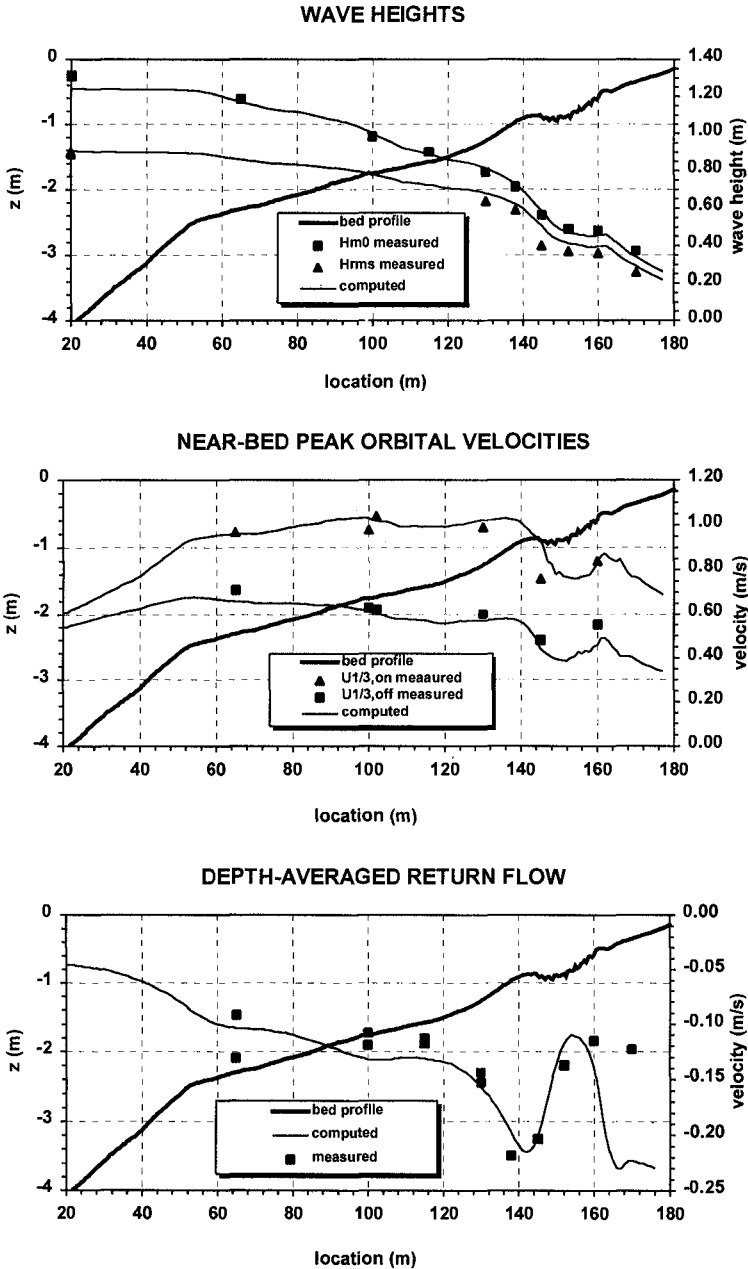 WAVE HEIGHTS
0
-1
-2
-3
-4
z (m)
1.40
1.20
1.00
0.80
0.60
0.40
0.20
0.00
wave height (m)
bed profile
Hm0 measured
Hrms measured
computed
20 40 60 80 100 120 140 160 180
location (m)
NEAR-BED PEAK ORBITAL VELOCITIES
0
-1
-2
-3
-4
z (m)
1.20
1.00
0.80
0.60
0.40
0.20
0.00
velocity (m/s)
bed profile
U1/3,on meaaured
U1/3,off measured
computed
20 40 60 80 100 120 140 160 180
location (m)
DEPTH-AVERAGED RETURN FLOW
0
-1
-2
-3
-4
z (m)
0.00
-0.05
-0.10
-0.15
-0.20
-0.25
velocity (m/s)
bed profile
computed
measured
20 40 60 80 100 120 140 160 180
location (m)